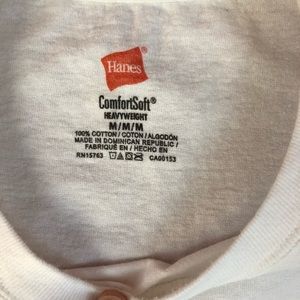 Hanes
ComfortSoft®
HEAVYWEIGHT
M/M/M
100% COTTON / COTON / ALGODÓN
MADE IN DOMINICAN REPUBLIC /
FABRIQUÉ EN / HECHO EN
RN15763 CA00153